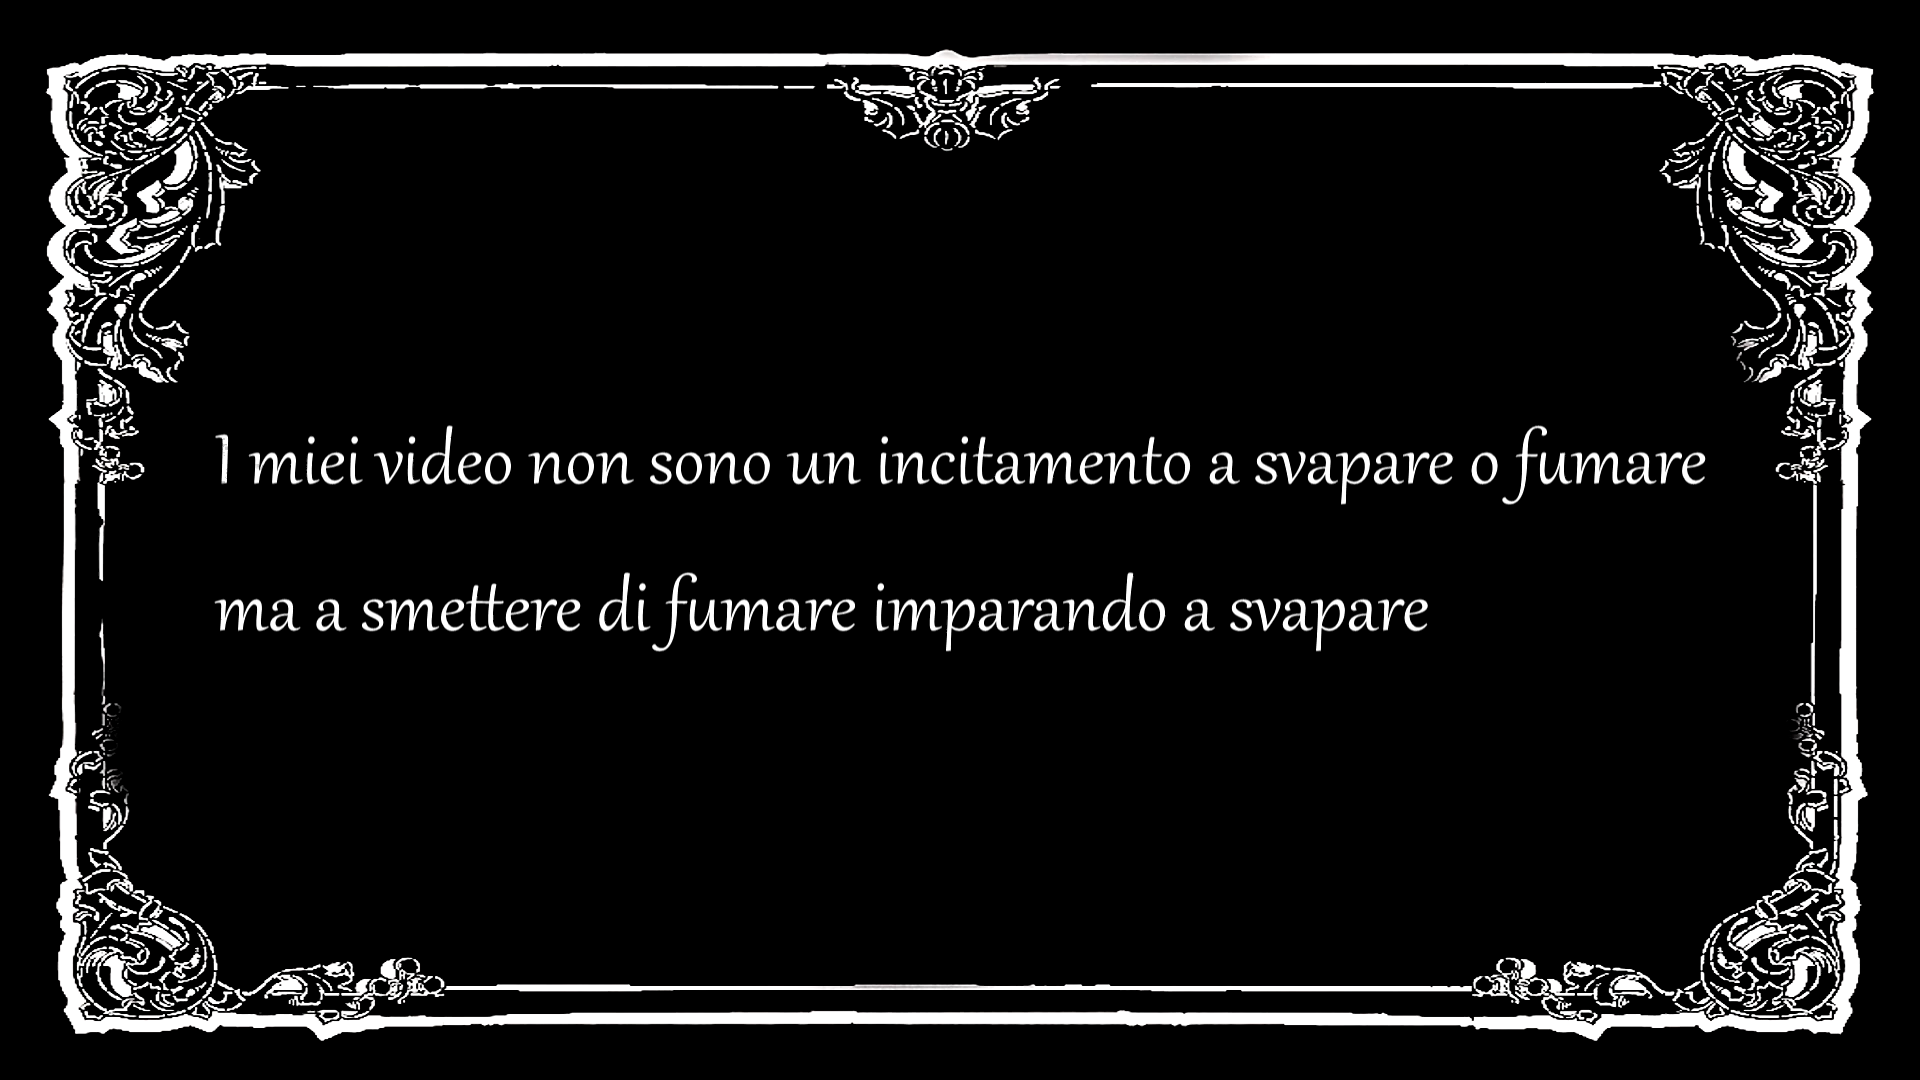 I miei video non sono un incitamento a svapare o fumare
ma a smettere di fumare imparando a svapare